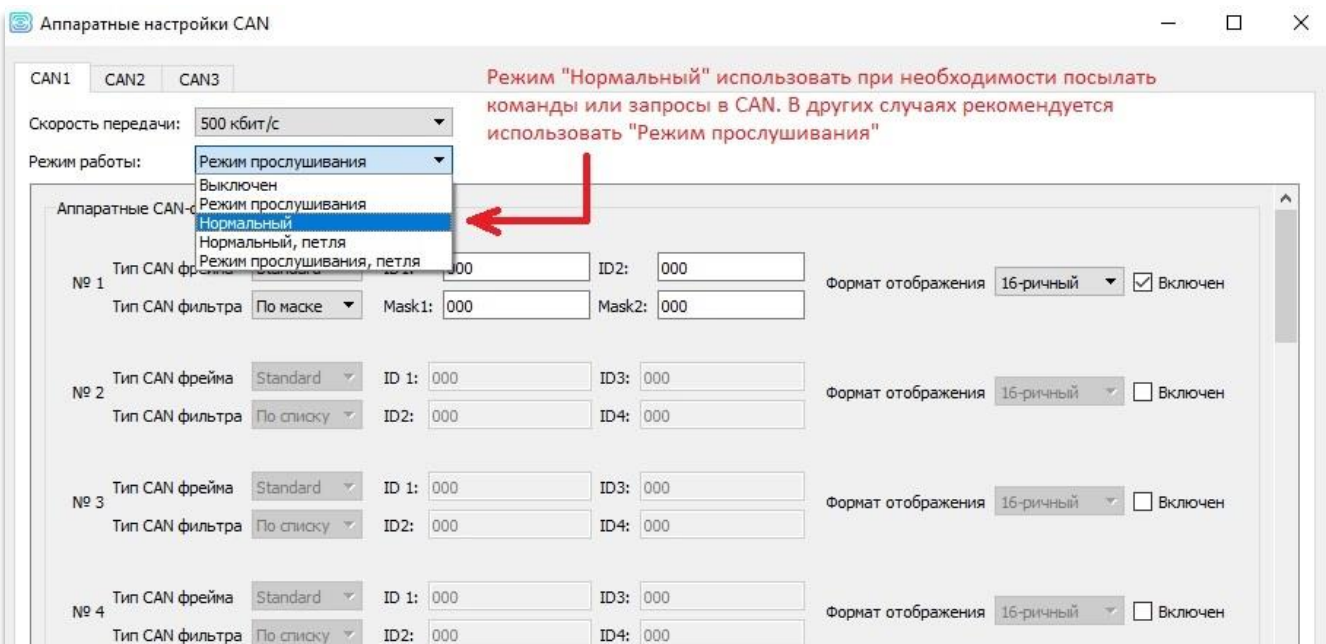 Аппаратные настройки CAN
CAN1 CAN2 CAN3
Режим "Нормальный" использовать при необходимости посылать
команды или запросы в CAN. В других случаях рекомендуется
использовать "Режим прослушивания"
Скорость передачи: 500 кбит/с
Режим работы: Режим прослушивания
Выключен
Режим прослушивания
Нормальный
Нормальный, петля
Режим прослушивания, петля
Аппаратные CAN-
№ 1
Тип CAN фрейма 000 ID2: 000
Тип CAN фильтра По маске Mask1: 000 Mask2: 000
Формат отображения 16-ричный Включен
№ 2
Тип CAN фрейма Standard ID 1: 000 ID3: 000
Тип CAN фильтра По списку ID2: 000 ID4: 000
Формат отображения 16-ричный Включен
№ 3
Тип CAN фрейма Standard ID 1: 000 ID3: 000
Тип CAN фильтра По списку ID2: 000 ID4: 000
Формат отображения 16-ричный Включен
№ 4
Тип CAN фрейма Standard ID 1: 000 ID3: 000
Тип CAN фильтра По списку ID2: 000 ID4: 000
Формат отображения 16-ричный Включен